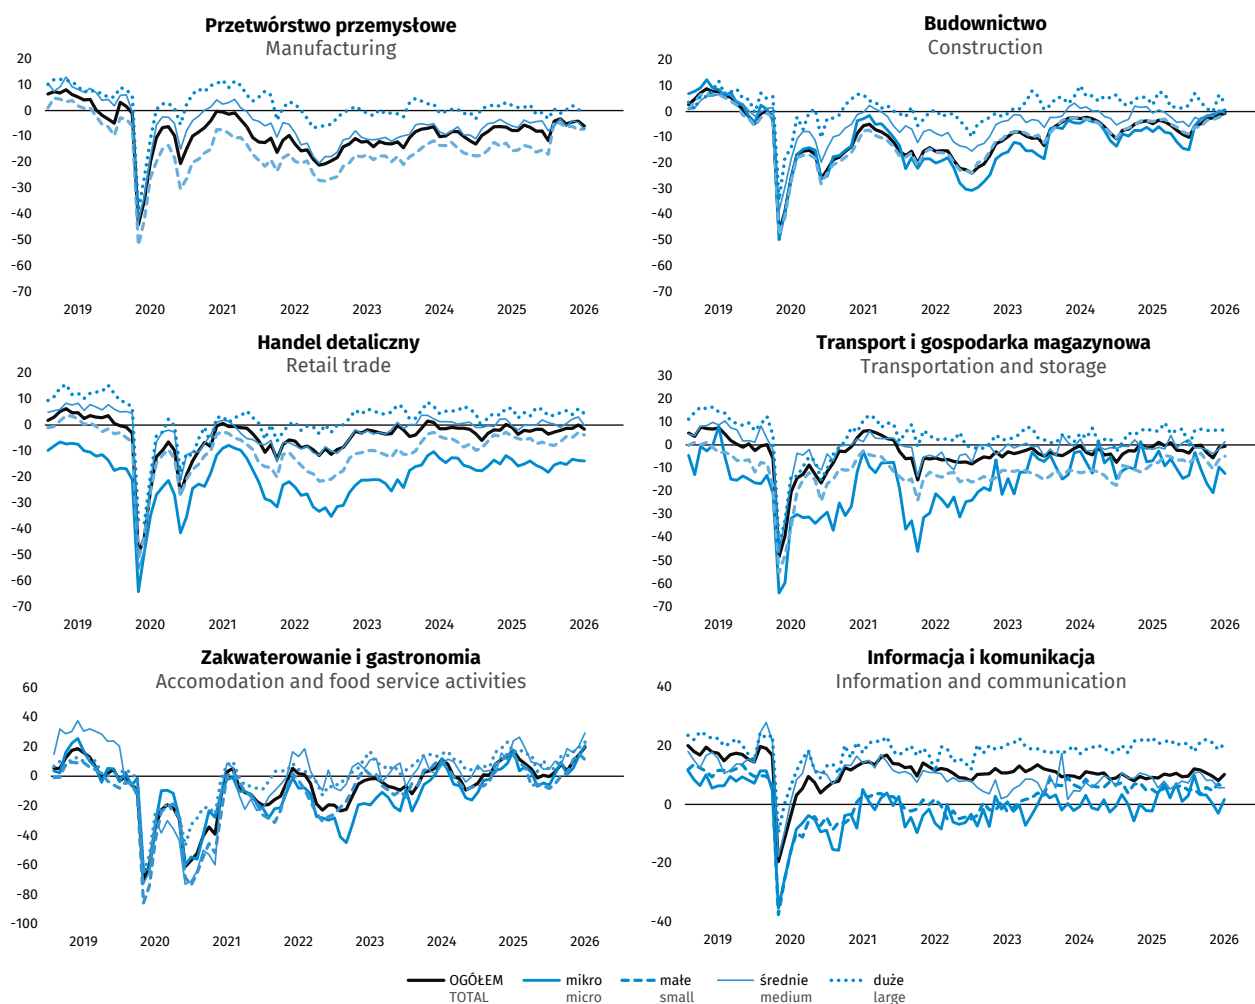 Przetwórstwo przemysłowe
Manufacturing
20
10
0
-10
-20
-30
-40
-50
-60
-70
2019 2020 2021 2022 2023 2024 2025 2026
Budownictwo
Construction
20
10
0
-10
-20
-30
-40
-50
-60
-70
2019 2020 2021 2022 2023 2024 2025 2026
Handel detaliczny
Retail trade
20
10
0
-10
-20
-30
-40
-50
-60
-70
2019 2020 2021 2022 2023 2024 2025 2026
Transport i gospodarka magazynowa
Transportation and storage
30
20
10
0
-10
-20
-30
-40
-50
-60
-70
2019 2020 2021 2022 2023 2024 2025 2026
Zakwaterowanie i gastronomia
Accomodation and food service activities
60
40
20
0
-20
-40
-60
-80
-100
2019 2020 2021 2022 2023 2024 2025 2026
Informacja i komunikacja
Information and communication
40
20
0
-20
-40
2019 2020 2021 2022 2023 2024 2025 2026
OGÓŁEM mikro małe średnie duże
TOTAL micro small medium large